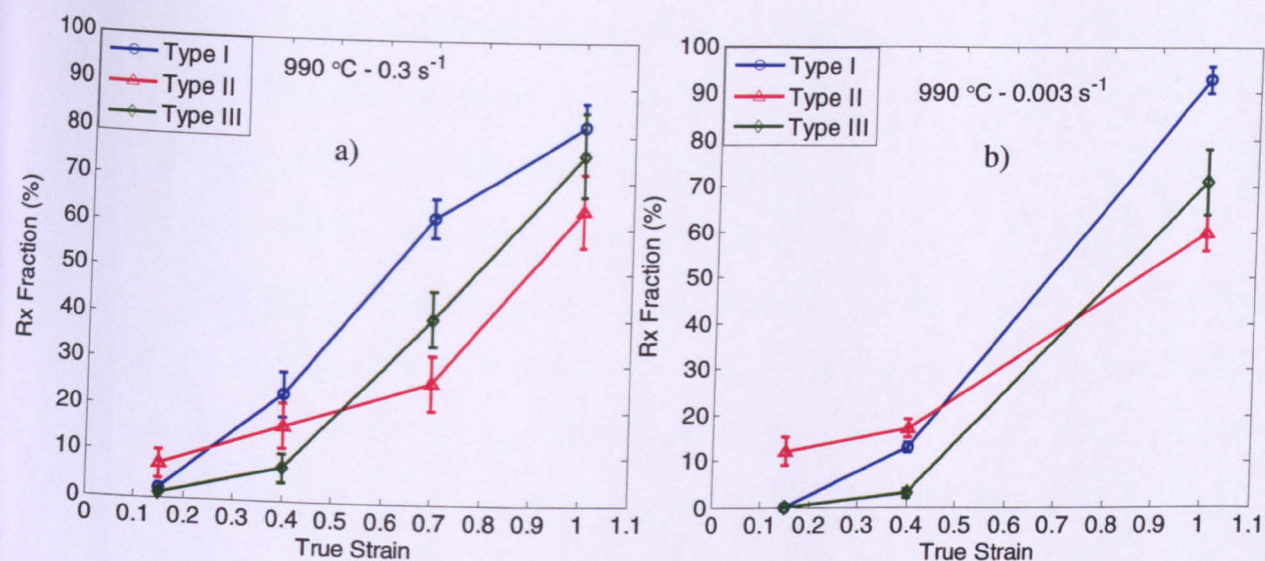 100
90
80
70
60
50
40
30
20
10
0
Rx Fraction (%)
Type I
Type II
Type III
990 °C - 0.3 s⁻¹
a)
0 0.1 0.2 0.3 0.4 0.5 0.6 0.7 0.8 0.9 1 1.1
True Strain
100
90
80
70
60
50
40
30
20
10
0
Rx Fraction (%)
Type I
Type II
Type III
990 °C - 0.003 s⁻¹
b)
0 0.1 0.2 0.3 0.4 0.5 0.6 0.7 0.8 0.9 1 1.1
True Strain